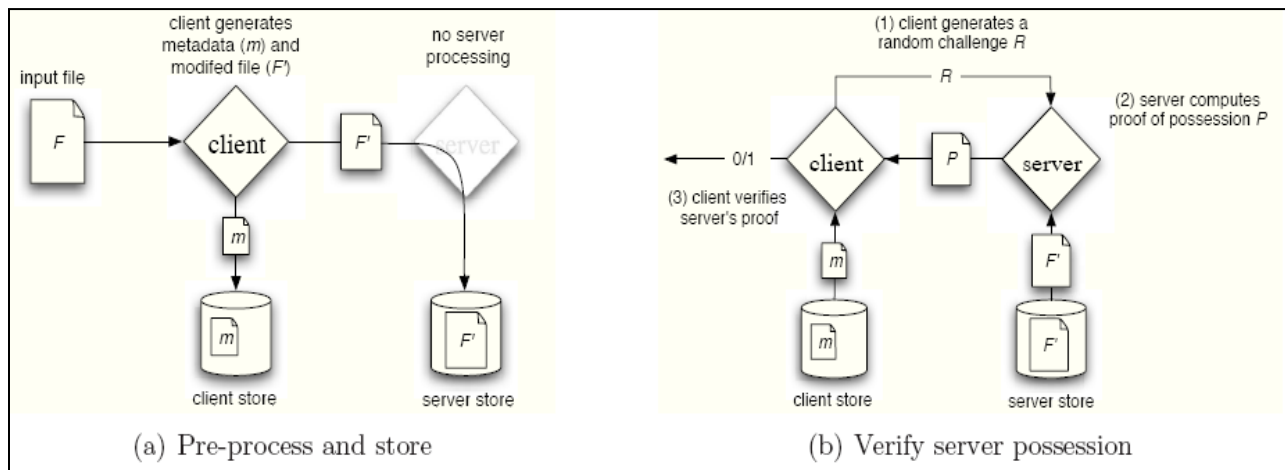 client generates
metadata (m) and
modifed file (F')
no server
processing
input file
F
client
F'
server
m
m
F'
client store
server store
(a) Pre-process and store
(1) client generates a
random challenge R
R
(2) server computes
proof of possession P
0/1
client
P
server
(3) client verifies
server's proof
m
F'
m
F'
client store
server store
(b) Verify server possession